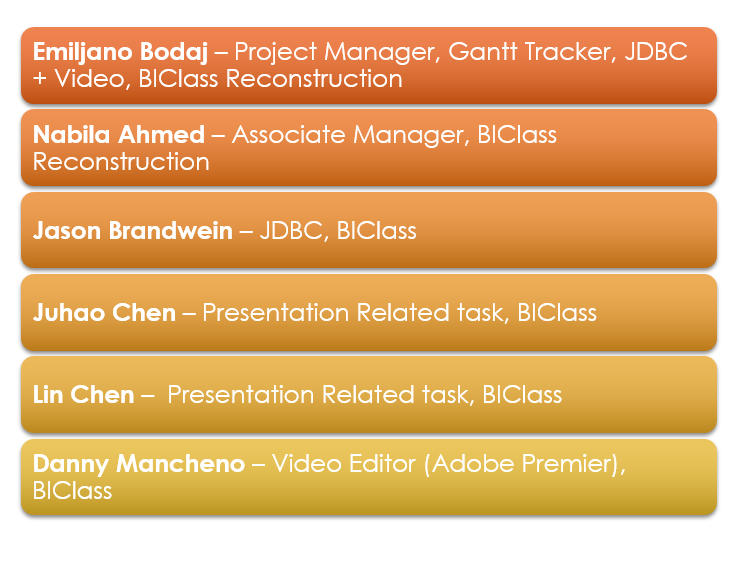 Emiljano Bodaj – Project Manager, Gantt Tracker, JDBC
+ Video, BIClass Reconstruction
Nabila Ahmed – Associate Manager, BIClass
Reconstruction
Jason Brandwein – JDBC, BIClass
Juhao Chen – Presentation Related task, BIClass
Lin Chen –  Presentation Related task, BIClass
Danny Mancheno – Video Editor (Adobe Premier),
BIClass